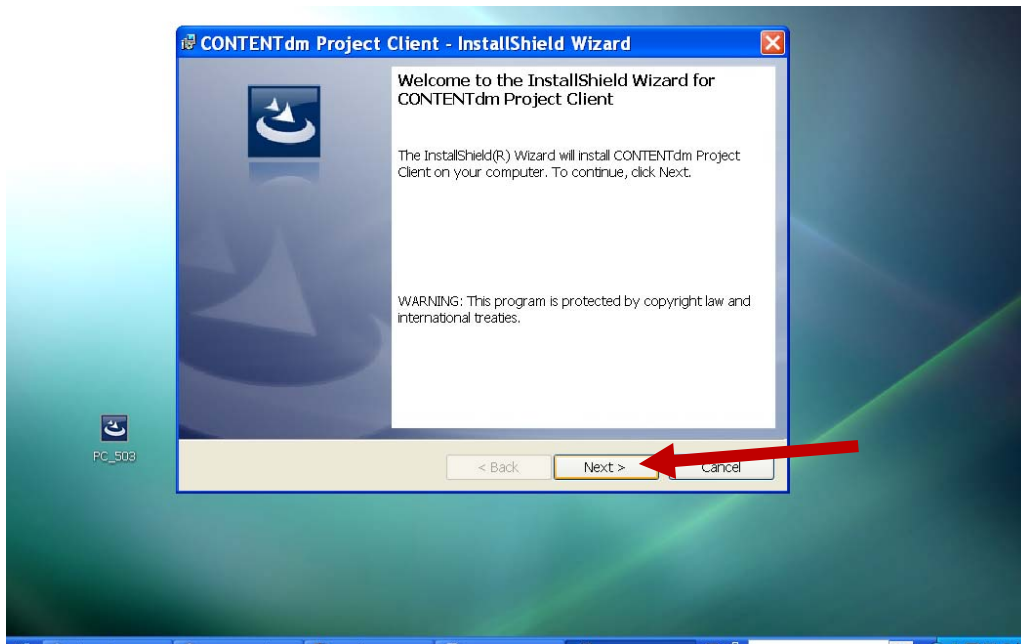 CONTENTdm Project Client - InstallShield Wizard
Welcome to the InstallShield Wizard for
CONTENTdm Project Client
The InstallShield(R) Wizard will install CONTENTdm Project
Client on your computer. To continue, click Next.
WARNING: This program is protected by copyright law and
international treaties.
PC_503
< Back
Next >
Cancel